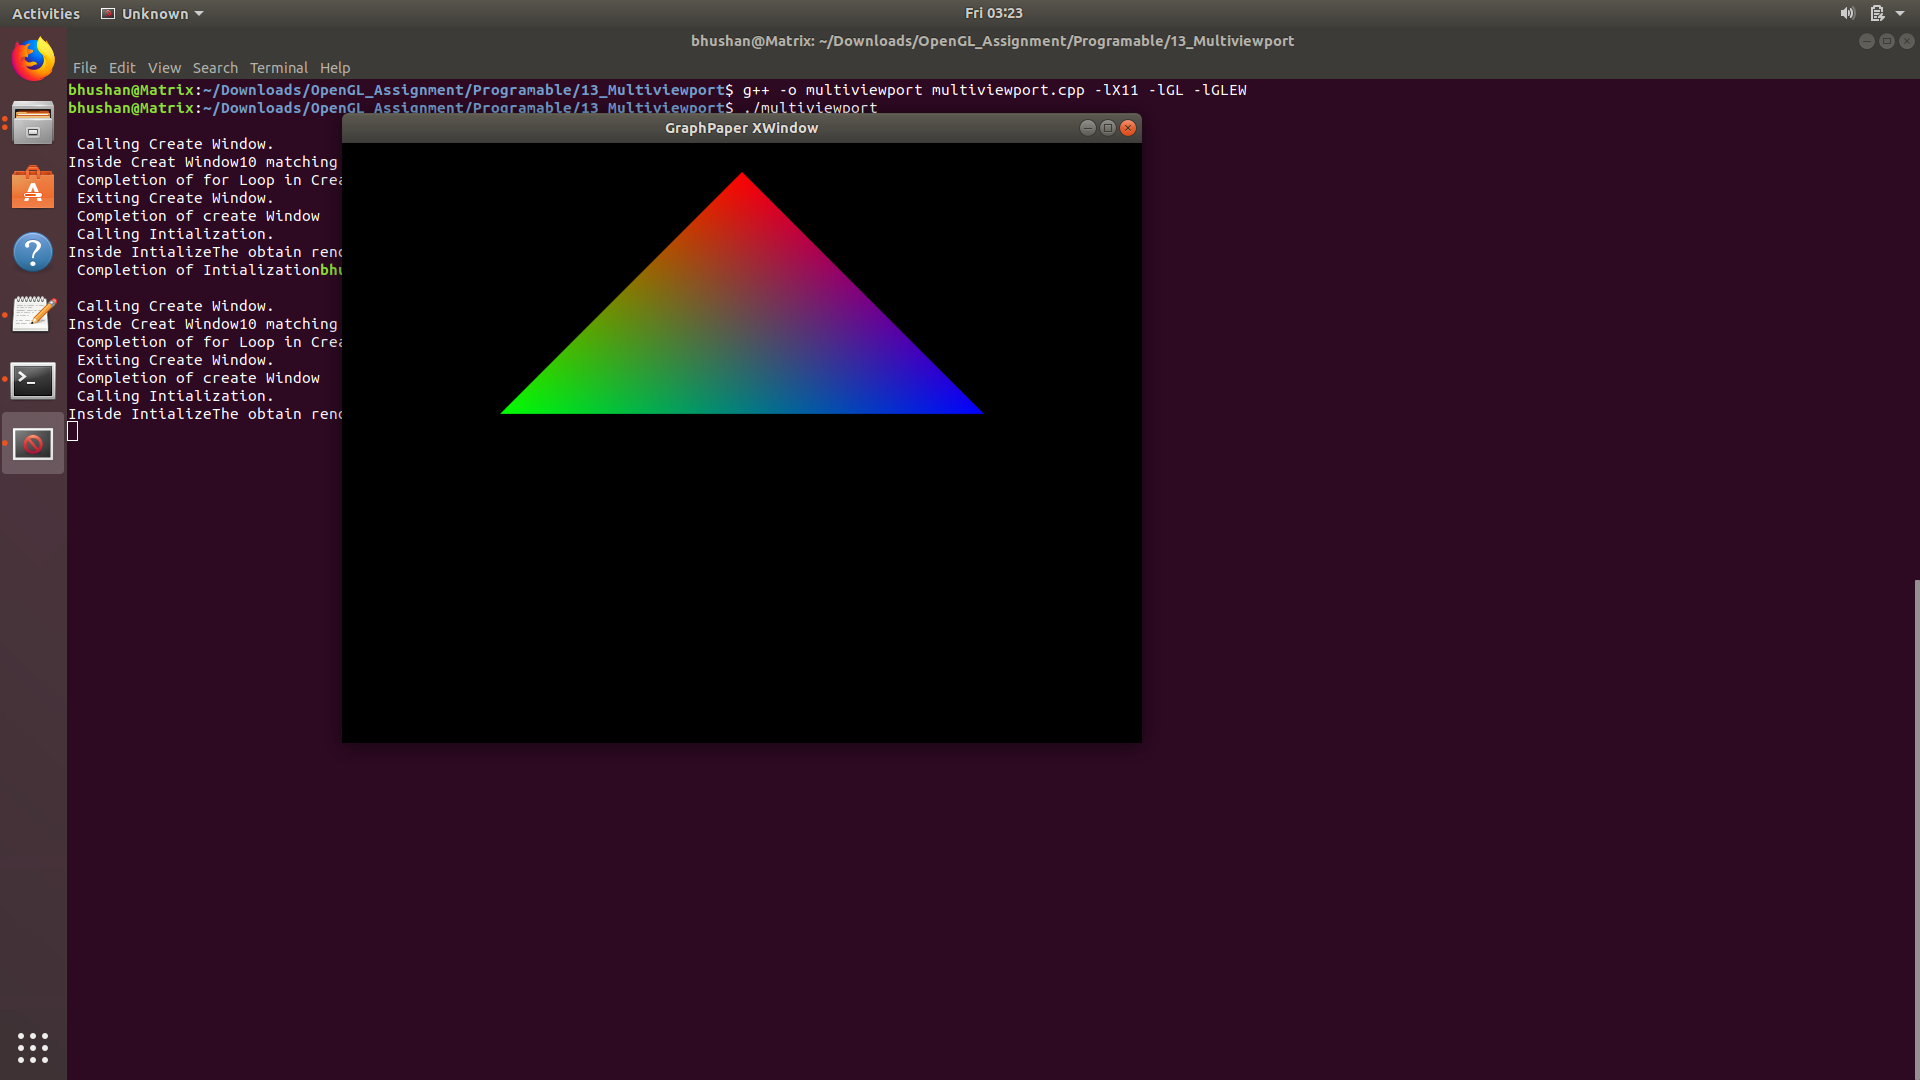 Activities Unknown Fri 03:23
bhushan@Matrix: ~/Downloads/OpenGL_Assignment/Programable/13_Multiviewport
File Edit View Search Terminal Help
bhushan@Matrix:~/Downloads/OpenGL_Assignment/Programable/13_Multiviewport$ g++ -o multiviewport multiviewport.cpp -lX11 -lGL -lGLEW
bhushan@Matrix:~/Downloads/OpenGL_Assignment/Programable/13_Multiviewport$ ./multiviewport
GraphPaper XWindow
Calling Create Window.
Inside Creat Window10 matching
Completion of for Loop in Crea
Exiting Create Window.
Completion of create Window
Calling Intialization.
Inside IntializeThe obtain rend
Completion of Intializationbhu
Calling Create Window.
Inside Creat Window10 matching
Completion of for Loop in Crea
Exiting Create Window.
Completion of create Window
Calling Intialization.
Inside IntializeThe obtain rend